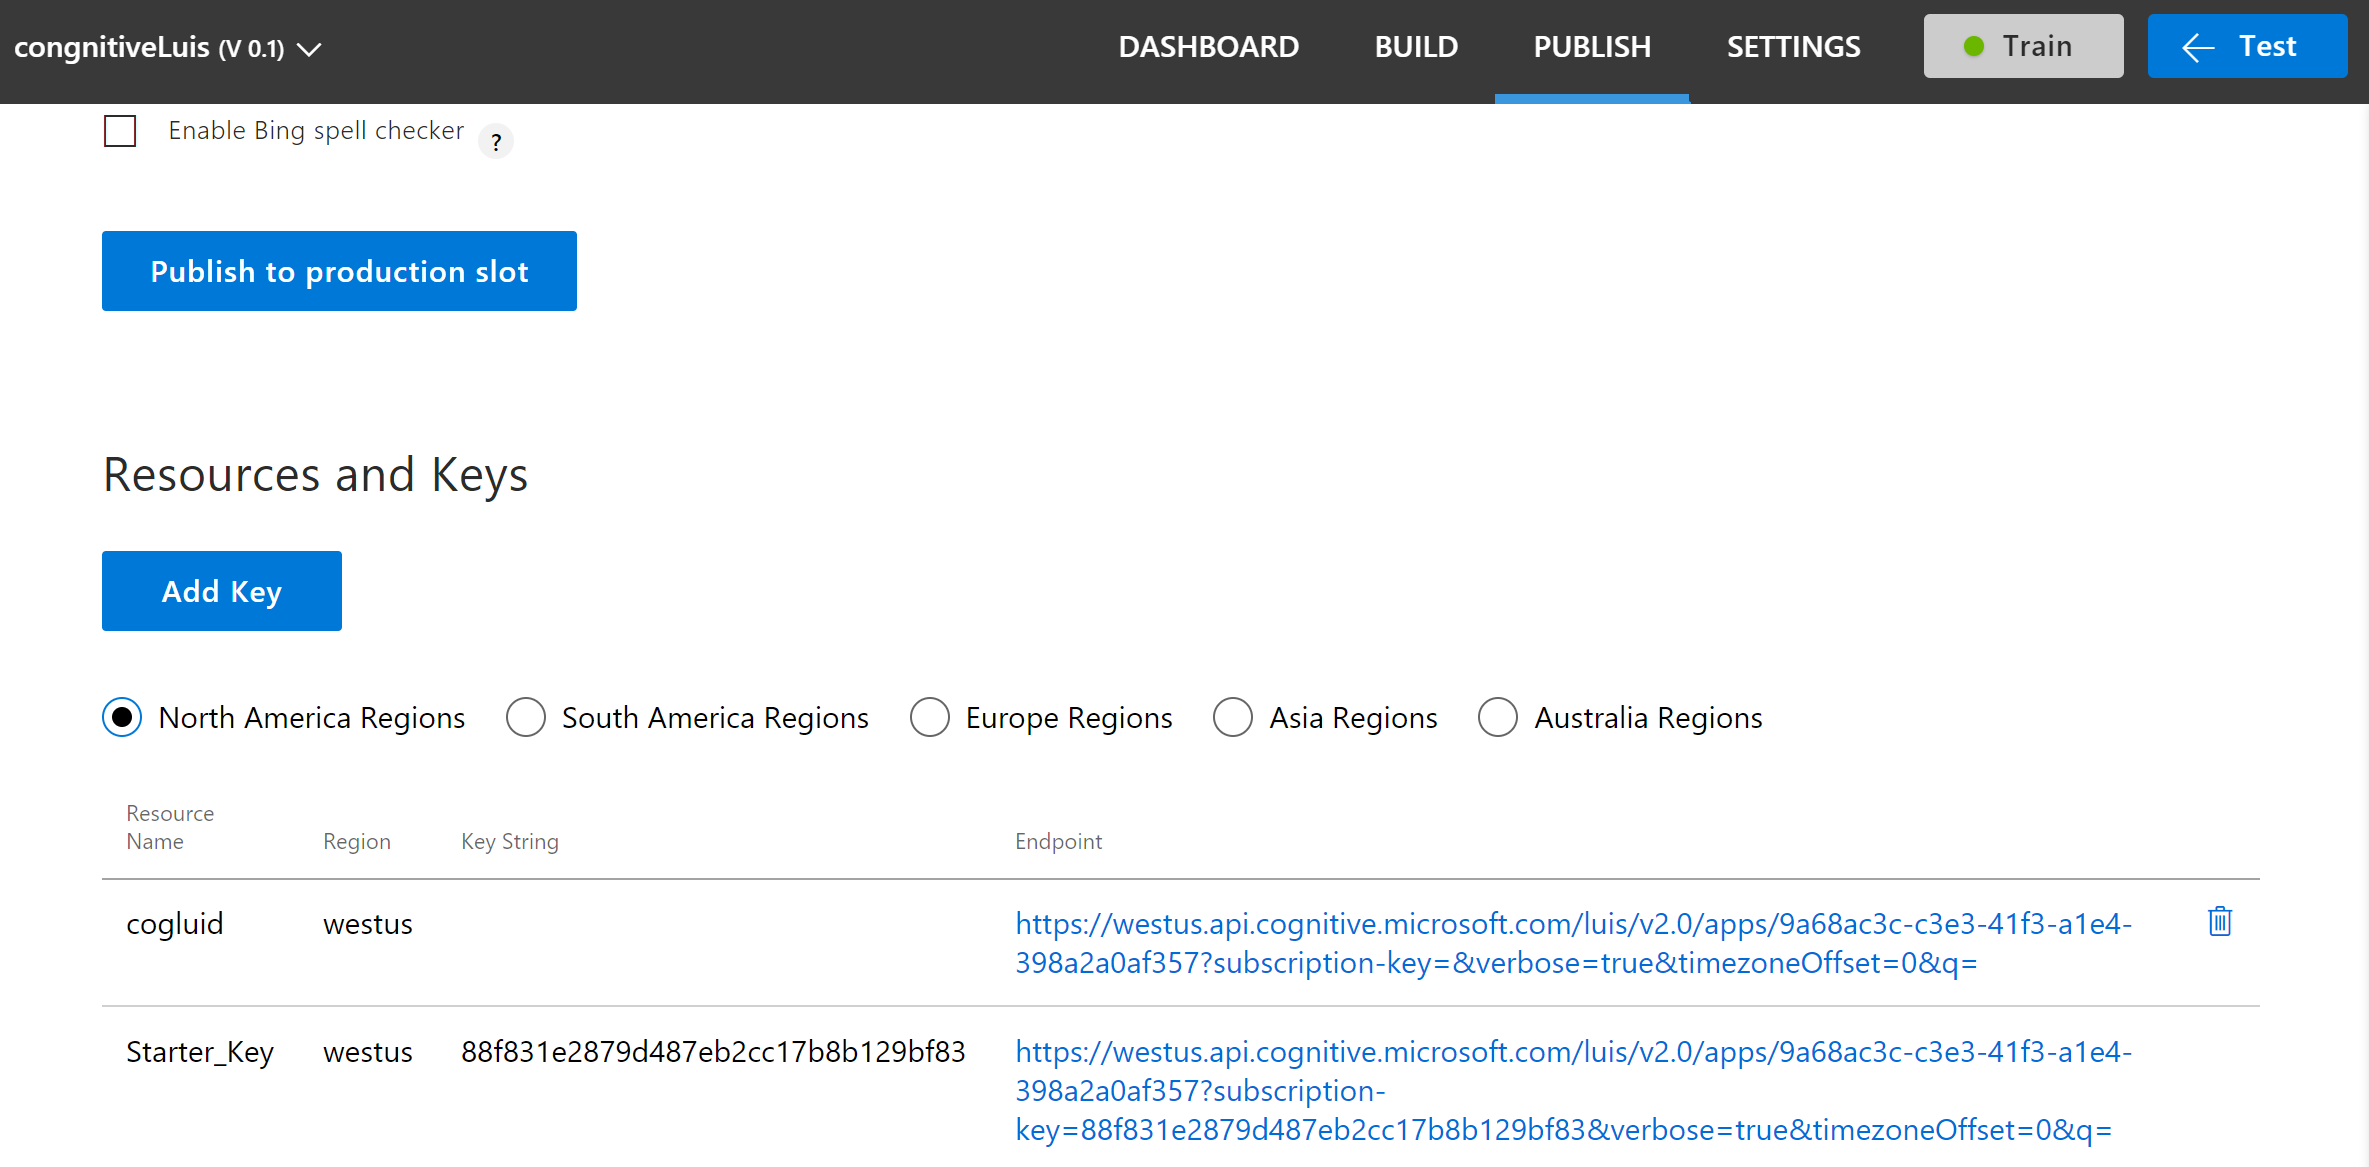 congnitiveLuis (V 0.1)
DASHBOARD
BUILD
PUBLISH
SETTINGS
Train
Test
Enable Bing spell checker
?
Publish to production slot
Resources and Keys
Add Key
North America Regions
South America Regions
Europe Regions
Asia Regions
Australia Regions
Resource
Name
Region
Key String
Endpoint
cogluid
westus
https://westus.api.cognitive.microsoft.com/luis/v2.0/apps/9a68ac3c-c3e3-41f3-a1e4-
398a2a0af357?subscription-key=&verbose=true&timezoneOffset=0&q=
Starter_Key
westus
88f831e2879d487eb2cc17b8b129bf83
https://westus.api.cognitive.microsoft.com/luis/v2.0/apps/9a68ac3c-c3e3-41f3-a1e4-
398a2a0af357?subscription-
key=88f831e2879d487eb2cc17b8b129bf83&verbose=true&timezoneOffset=0&q=